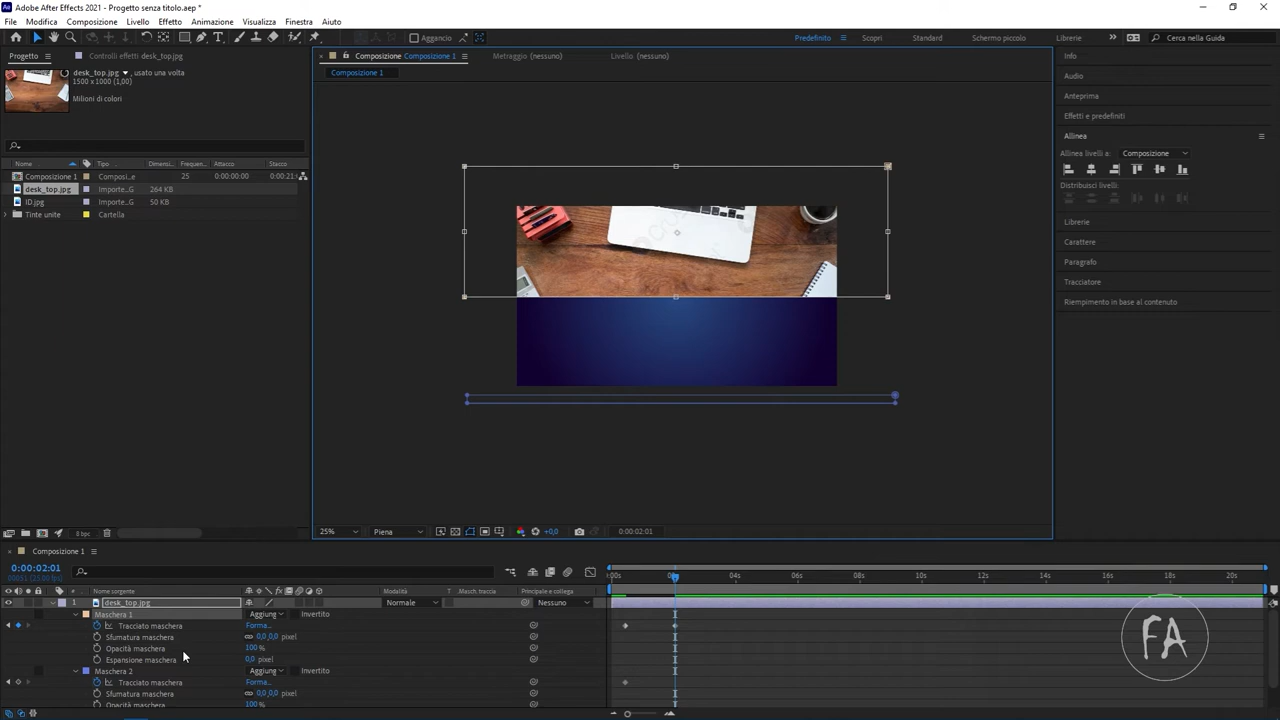 Adobe After Effects 2021 - Progetto senza titolo.aep *
File Modifica Composizione Livello Effetto Animazione Visualizza Finestra Aiuto
Aggancio Predefinito Scopri Standard Schermo piccolo Librerie Cerca nella Guida
Progetto Controlli effetti desk_top.jpg Composizione Composizione 1 Metraggio (nessuno) Livello (nessuno) Info
Composizione 1
desk_top.jpg , usato una volta
1500 x 1000 (1,00)
Milioni di colori
Audio
Anteprima
Effetti e predefiniti
Allinea
Allinea livelli a: Composizione
Distribuisci livelli:
Nome Tipo Dimensi.. Frequen.. Attacco Stacco
Composizione 1 Composi...e 25 0:00:00:00
desk_top.jpg Importe...G 264 KB
ID.jpg Importe...G 50 KB
Tinte unite Cartella
Librerie
Carattere
Paragrafo
Tracciatore
Riempimento in base al contenuto
8 bpc
25% Piena +0,0 0:00:02:01
Composizione 1
0:00:02:01
00051 (25.00 fps)
:00s 04s 06s 08s 10s 12s 14s 16s 18s 20s
# Nome sorgente Modalità T Masch. traccia Principale e collega
1 desk_top.jpg Normale Nessuno
Maschera 1 Aggiung Invertito
Tracciato maschera Forma...
Sfumatura maschera 0,0,0,0 pixel
Opacità maschera 100 %
Espansione maschera 0,0 pixel
Maschera 2 Aggiung Invertito
Tracciato maschera Forma...
Sfumatura maschera 0,0,0,0 pixel
Opacità maschera 100 %
FA